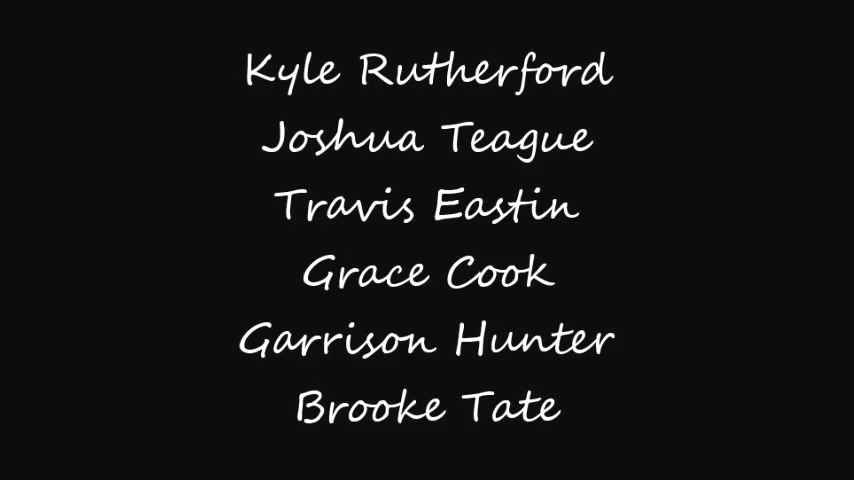 Kyle Rutherford
Joshua Teague
Travis Eastin
Grace Cook
Garrison Hunter
Brooke Tate